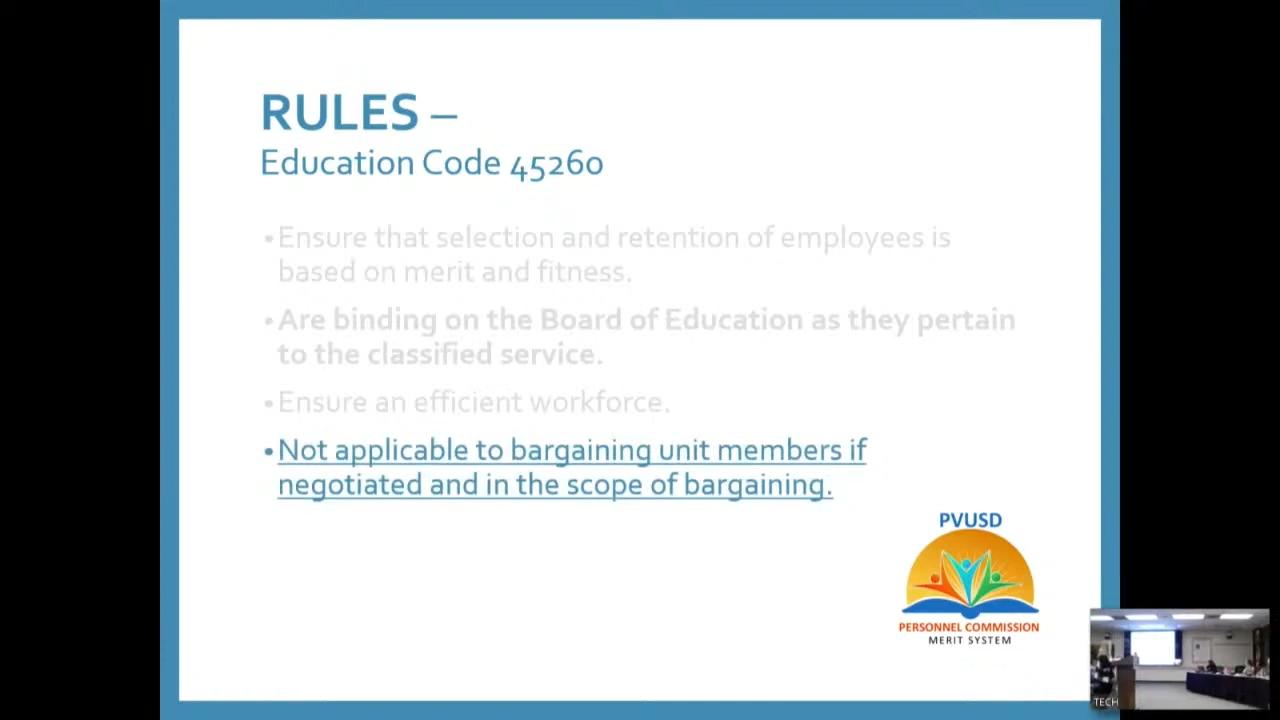 RULES –
Education Code 45260
•Ensure that selection and retention of employees is
based on merit and fitness.
•Are binding on the Board of Education as they pertain
to the classified service.
•Ensure an efficient workforce.
•Not applicable to bargaining unit members if
negotiated and in the scope of bargaining.
PVUSD
PERSONNEL COMMISSION
MERIT SYSTEM
TECH